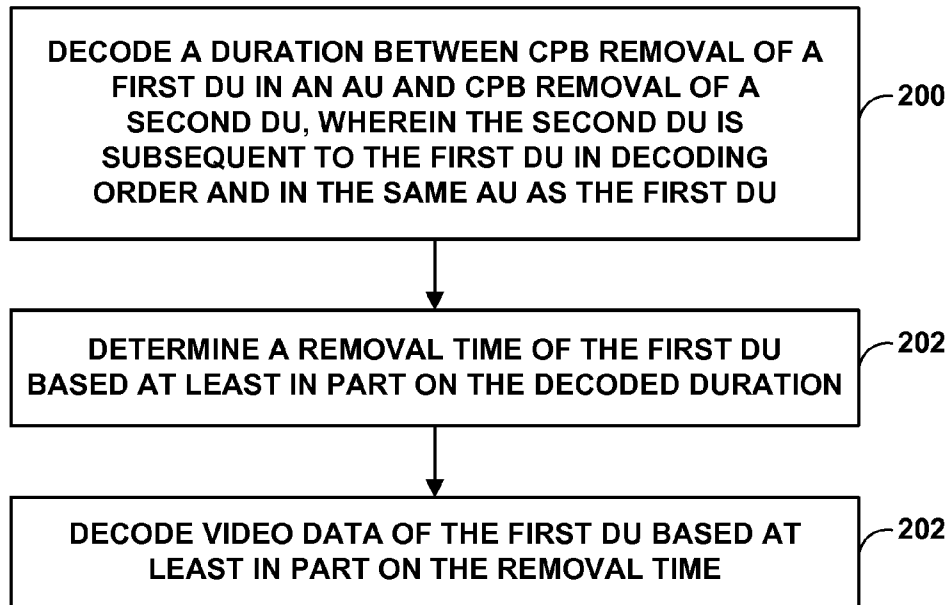 DECODE A DURATION BETWEEN CPB REMOVAL OF A
FIRST DU IN AN AU AND CPB REMOVAL OF A
SECOND DU, WHEREIN THE SECOND DU IS
SUBSEQUENT TO THE FIRST DU IN DECODING
ORDER AND IN THE SAME AU AS THE FIRST DU
200
DETERMINE A REMOVAL TIME OF THE FIRST DU
BASED AT LEAST IN PART ON THE DECODED DURATION
202
DECODE VIDEO DATA OF THE FIRST DU BASED AT
LEAST IN PART ON THE REMOVAL TIME
202